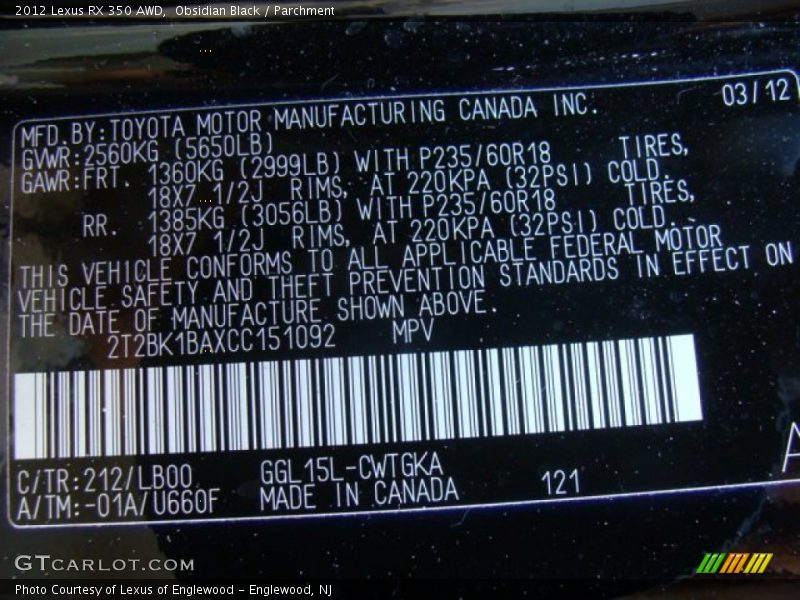 2012 Lexus RX 350 AWD,  Obsidian Black / Parchment
03/12
MFD.BY:TOYOTA MOTOR MANUFACTURING CANADA INC.
GVWR:2560KG (5650LB)
GAWR:FRT. 1360KG (2999LB) WITH P235/60R18 TIRES,
18X7 1/2J RIMS, AT 220KPA (32PSI) COLD.
RR. 1385KG (3056LB) WITH P235/60R18 TIRES,
18X7 1/2J RIMS, AT 220KPA (32PSI) COLD.
THIS VEHICLE CONFORMS TO ALL APPLICABLE FEDERAL MOTOR
VEHICLE SAFETY AND THEFT PREVENTION STANDARDS IN EFFECT ON
THE DATE OF MANUFACTURE SHOWN ABOVE.
2T2BK1BAXCC151092 MPV
C/TR:212/LB00 GGL15L-CWTGKA
A/TM:-01A/U660F MADE IN CANADA 121
A
GTCARLOT.COM
Photo Courtesy of Lexus of Englewood – Englewood, NJ